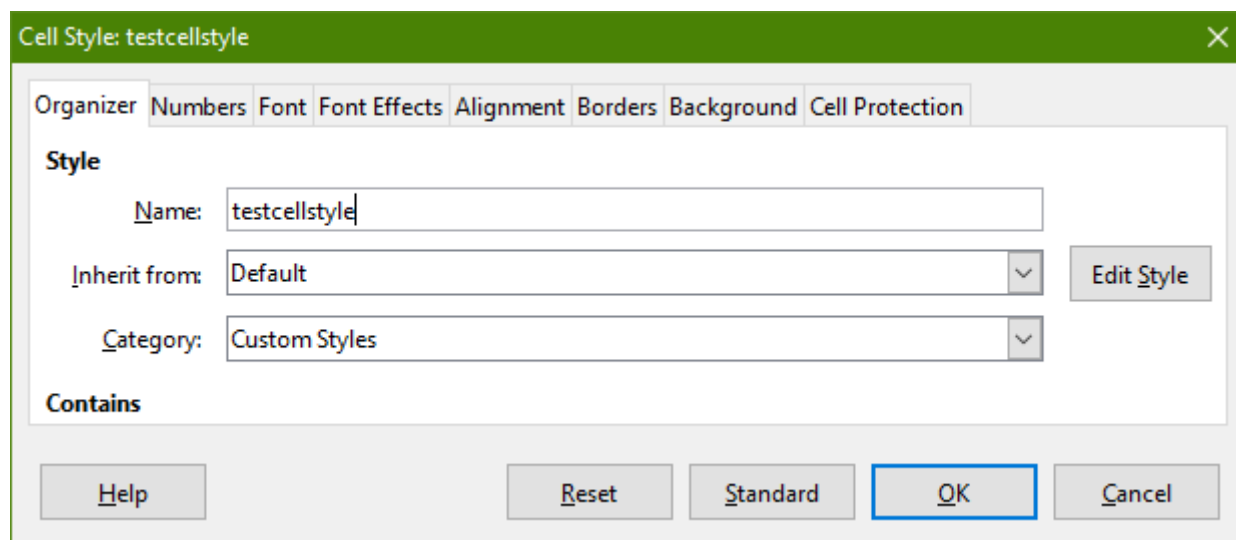 Cell Style: testcellstyle
Organizer Numbers Font Font Effects Alignment Borders Background Cell Protection
Style
Name: testcellstyle
Inherit from: Default Edit Style
Category: Custom Styles
Contains
Help Reset Standard OK Cancel